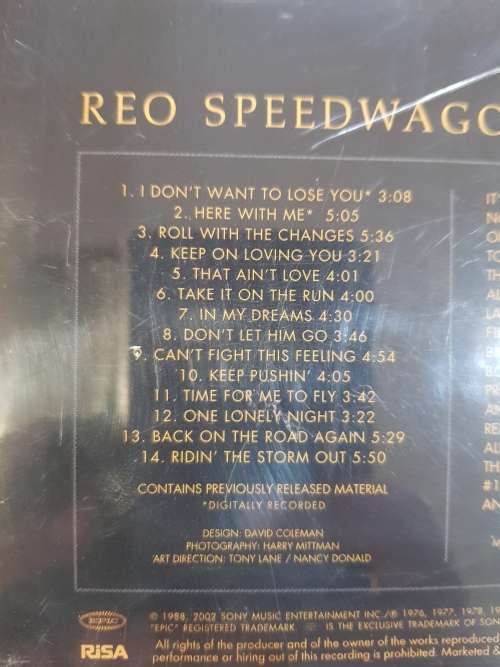 REO SPEEDWAGO
1. I DON'T WANT TO LOSE YOU* 3:08
2. HERE WITH ME* 5:05
3. ROLL WITH THE CHANGES 5:36
4. KEEP ON LOVING YOU 3:21
5. THAT AIN'T LOVE 4:01
6. TAKE IT ON THE RUN 4:00
7. IN MY DREAMS 4:30
8. DON'T LET HIM GO 3:46
9. CAN'T FIGHT THIS FEELING 4:54
10. KEEP PUSHIN' 4:05
11. TIME FOR ME TO FLY 3:42
12. ONE LONELY NIGHT 3:22
13. BACK ON THE ROAD AGAIN 5:29
14. RIDIN' THE STORM OUT 5:50
CONTAINS PREVIOUSLY RELEASED MATERIAL
*DIGITALLY RECORDED
DESIGN: DAVID COLEMAN
PHOTOGRAPHY: HARRY MITTMAN
ART DIRECTION: TONY LANE / NANCY DONALD
EPIC
© 1988, 2002 SONY MUSIC ENTERTAINMENT INC./℗ 1976, 1977, 1978,
"EPIC" REGISTERED TRADEMARK IS THE EXCLUSIVE TRADEMARK OF SON
RiSA
All rights of the producer and of the owner of the works reproduced
performance or hiring out of this recording is prohibited. Marketed &